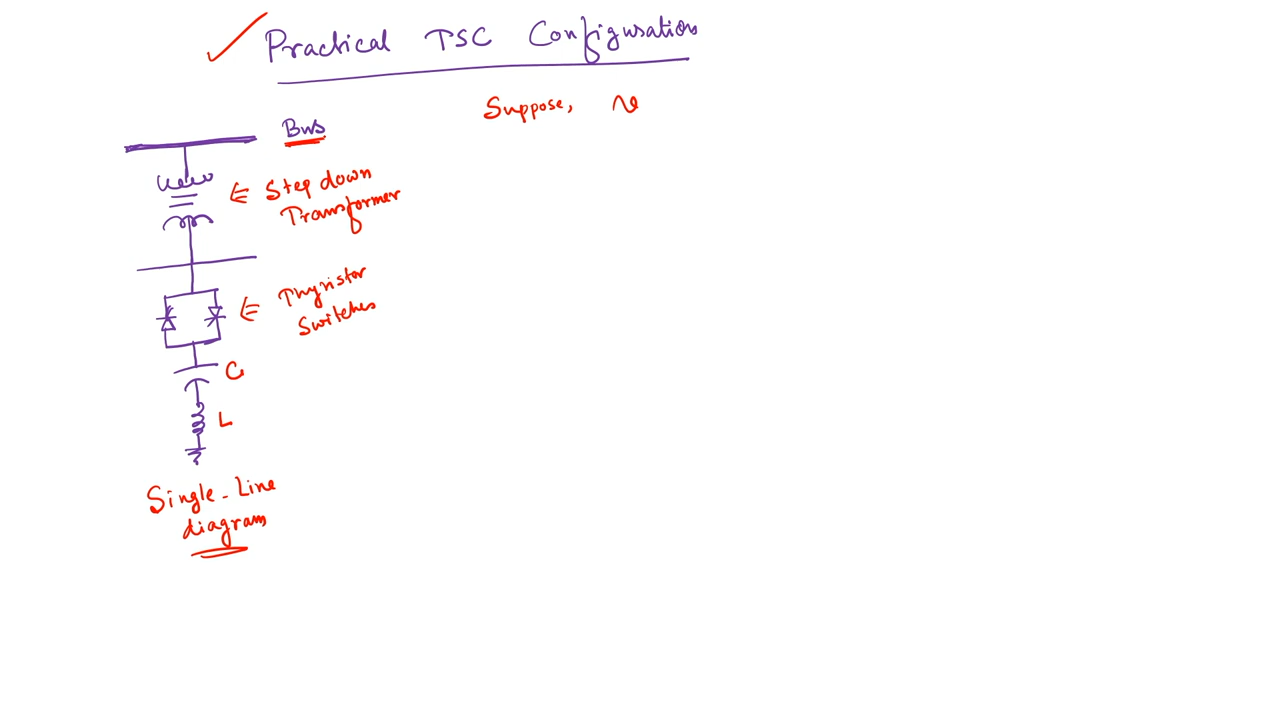 Practical TSC Configuration
Suppose,
Bus
Step down
Transformer
Thyristor
Switches
C
L
Single-Line
diagram